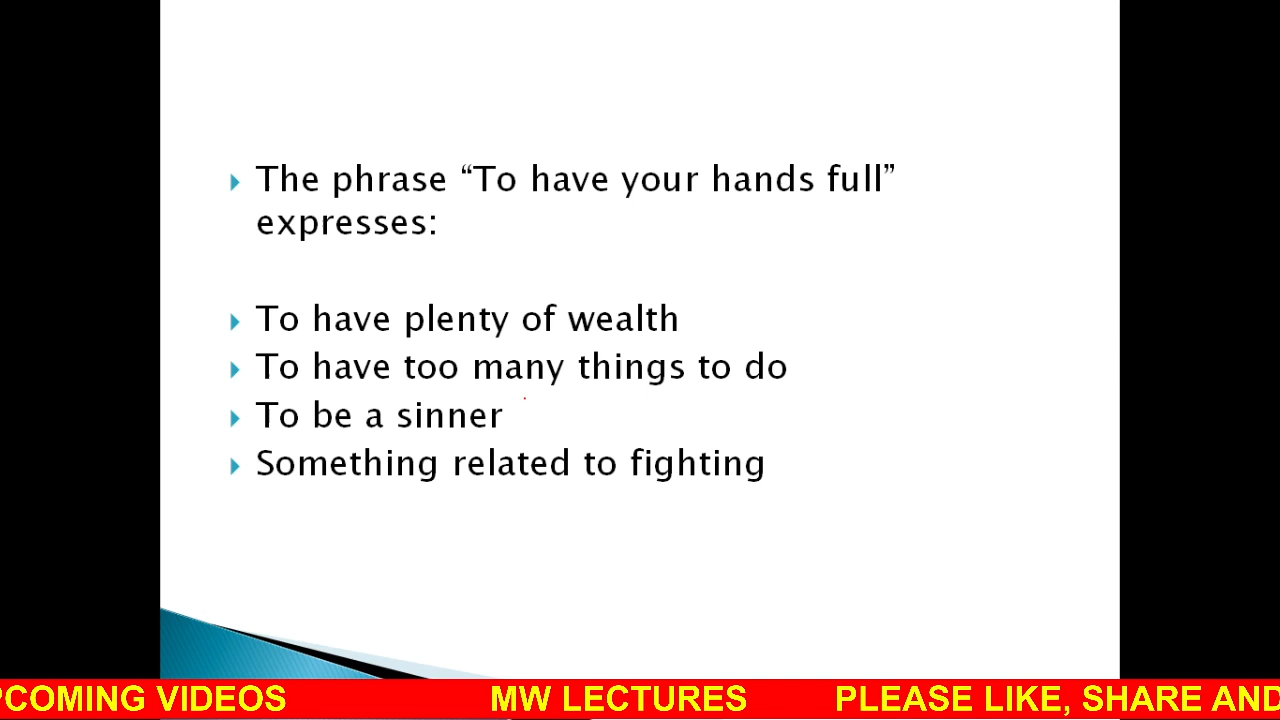 The phrase “To have your hands full”
expresses:
To have plenty of wealth
To have too many things to do
To be a sinner
Something related to fighting
PCOMING VIDEOS MW LECTURES PLEASE LIKE, SHARE AND